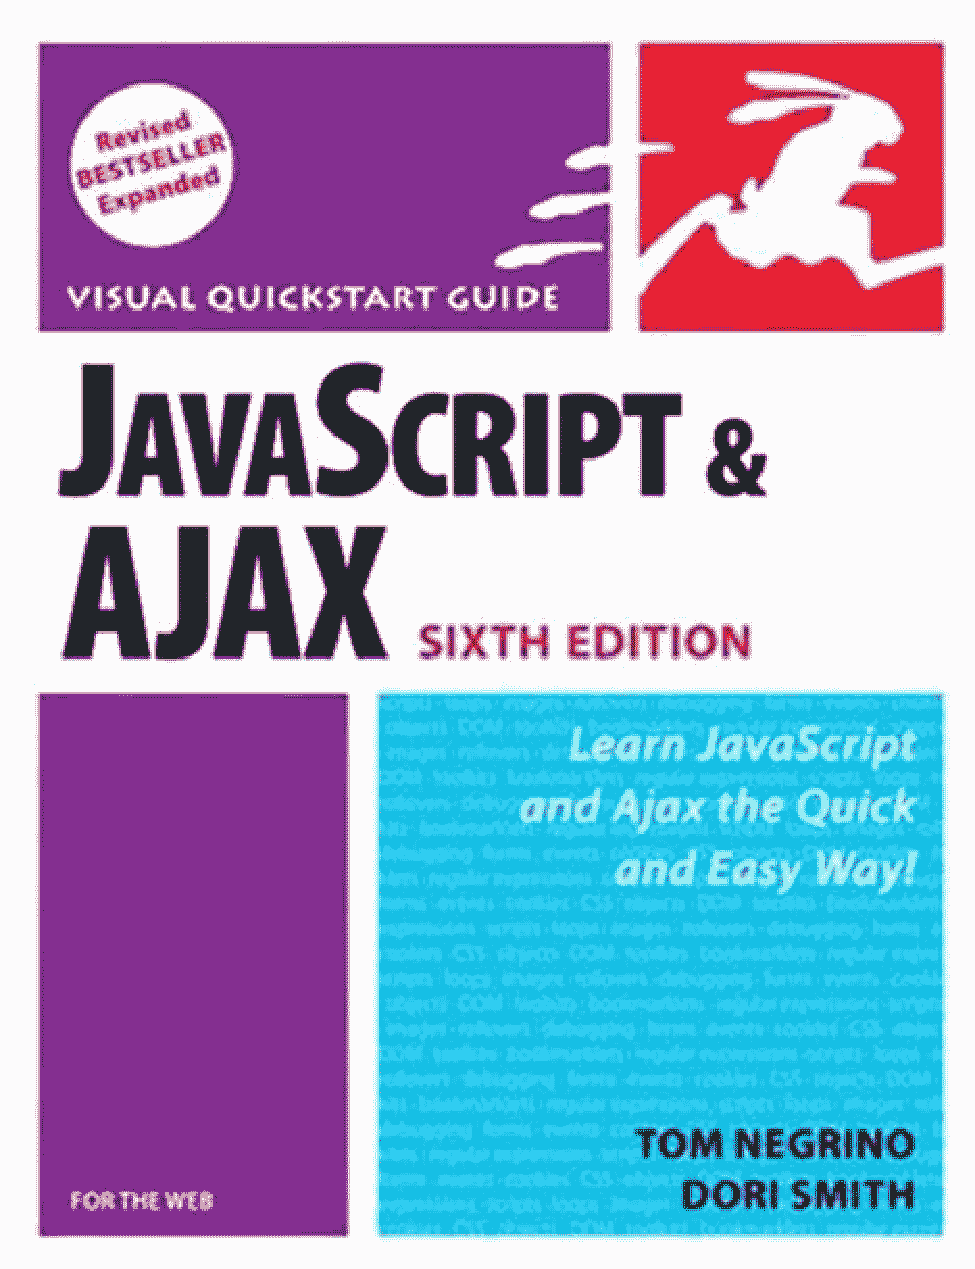 Revised
BESTSELLER
Expanded
VISUAL QUICKSTART GUIDE
JAVASCRIPT &
AJAX SIXTH EDITION
Learn JavaScript
and Ajax the Quick
and Easy Way!
TOM NEGRINO
DORI SMITH
FOR THE WEB